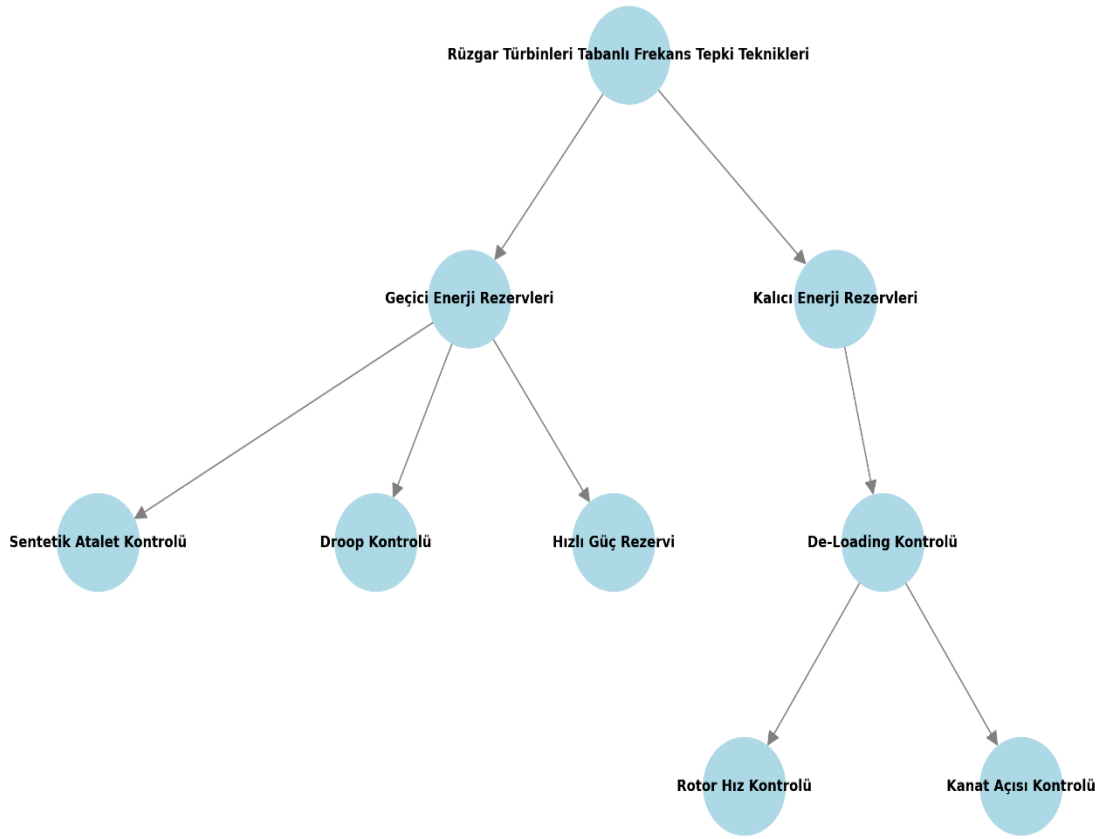 Rüzgar Türbinleri Tabanlı Frekans Tepki Teknikleri
Geçici Enerji Rezervleri
Kalıcı Enerji Rezervleri
Sentetik Atalet Kontrolü
Droop Kontrolü
Hızlı Güç Rezervi
De-Loading Kontrolü
Rotor Hız Kontrolü
Kanat Açısı Kontrolü